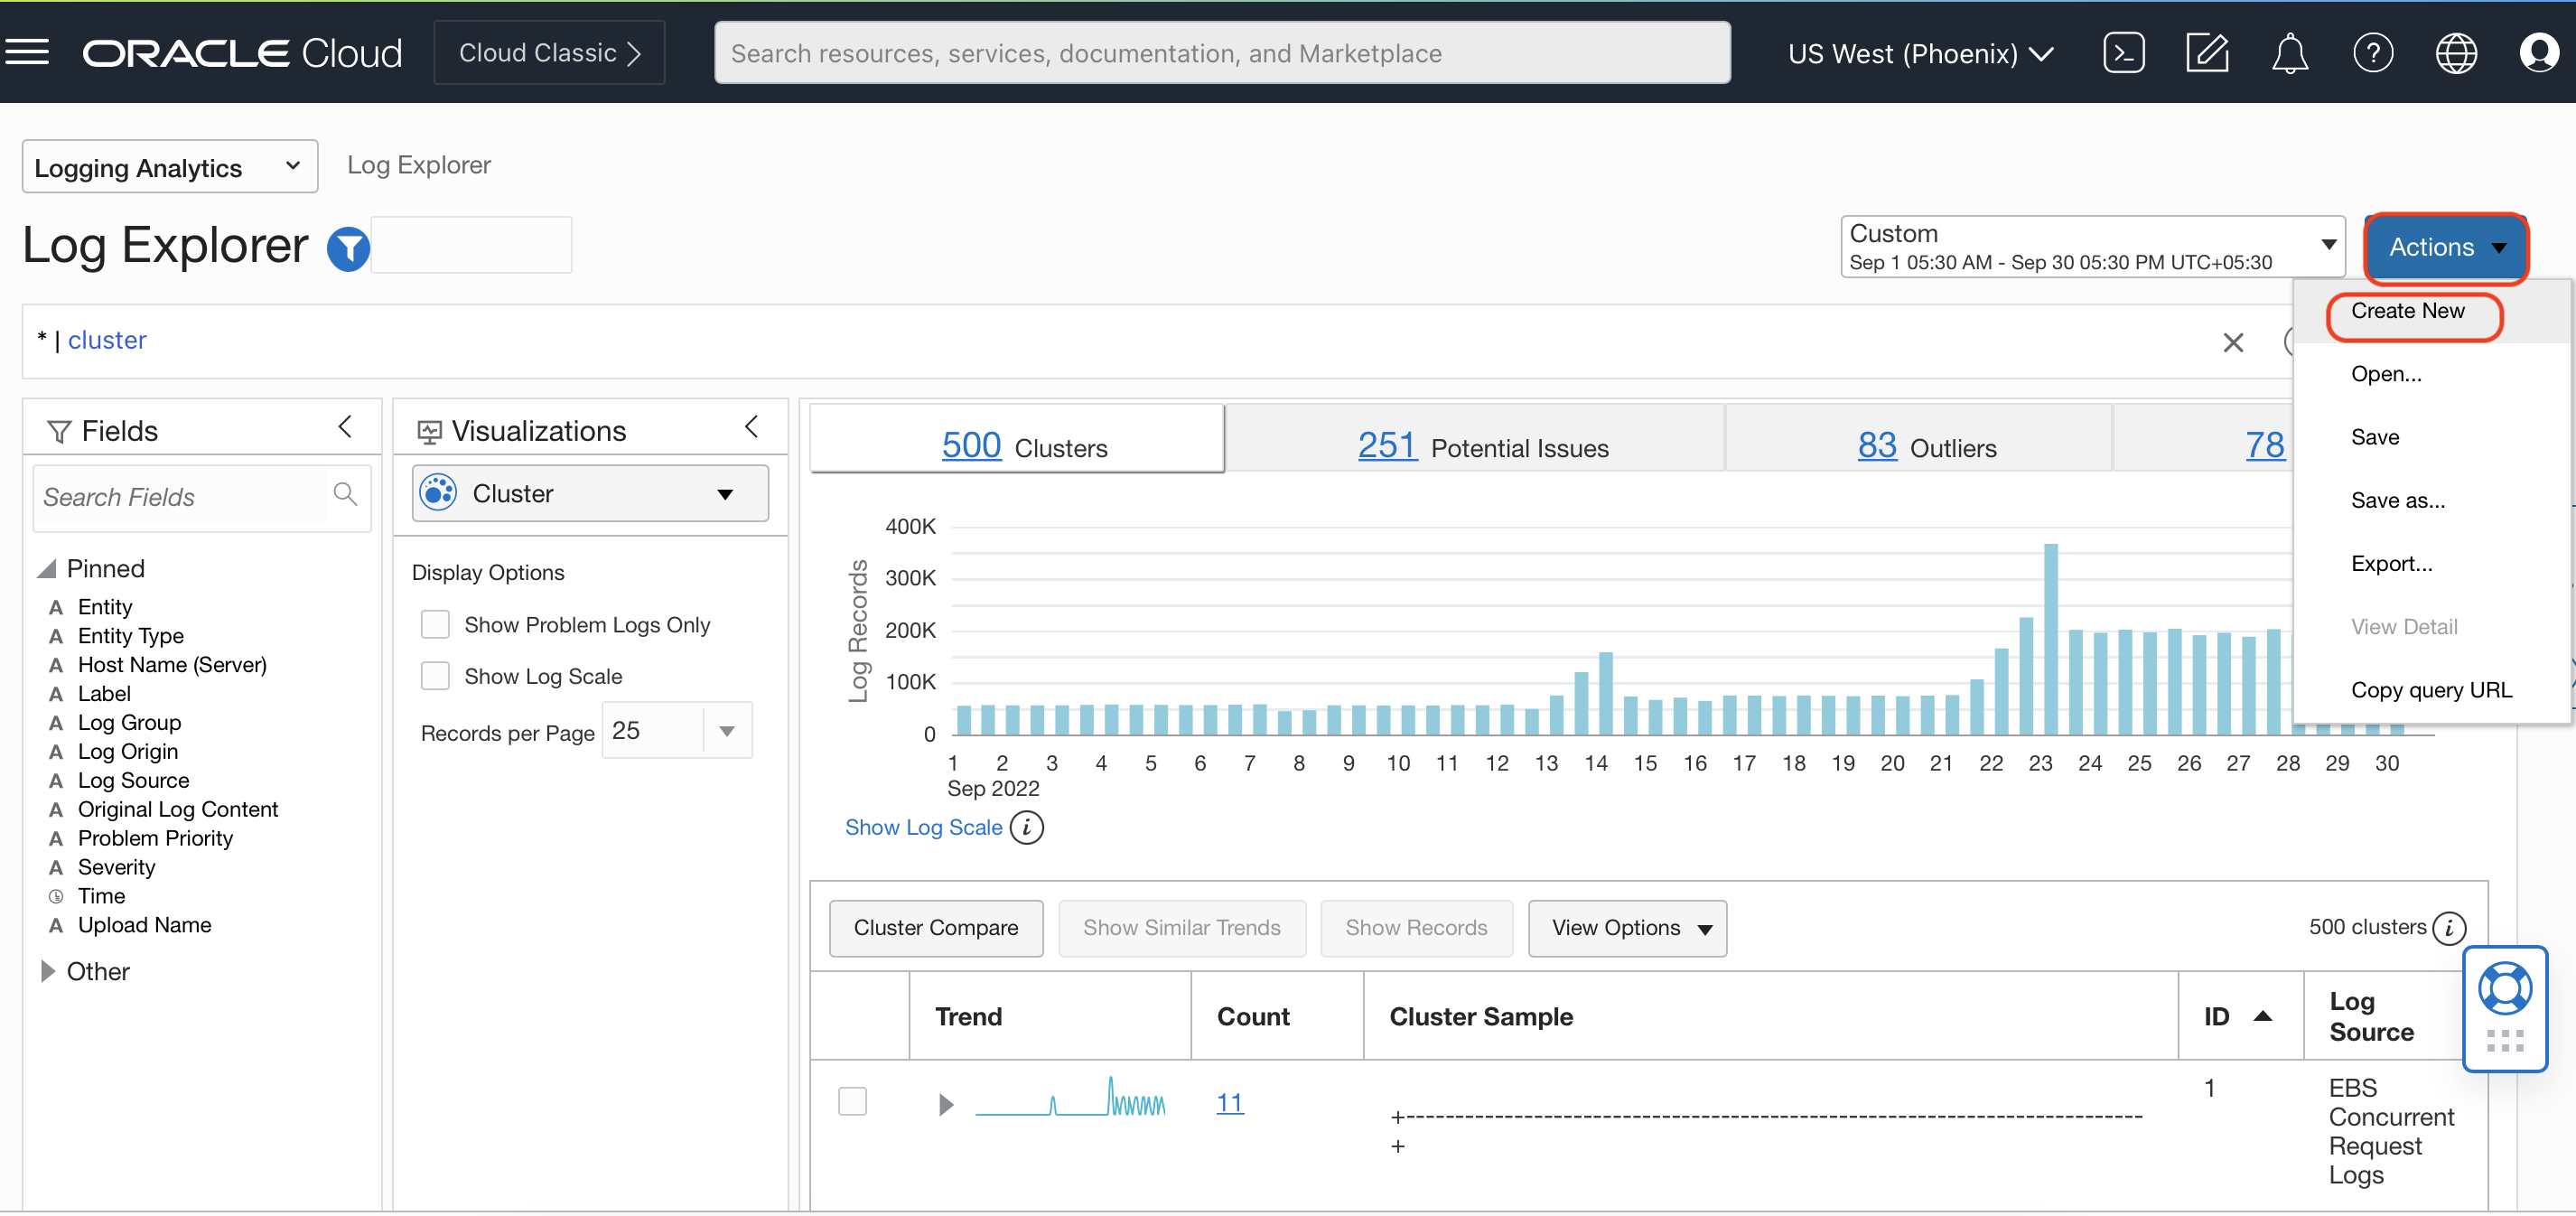 ORACLE Cloud
Cloud Classic
Search resources, services, documentation, and Marketplace
US West (Phoenix)
Logging Analytics
Log Explorer
Log Explorer
Custom
Sep 1 05:30 AM - Sep 30 05:30 PM UTC+05:30
Actions
Create New
Open...
Save
Save as...
Export...
View Detail
Copy query URL
* | cluster
Fields
Search Fields
Pinned
A Entity
A Entity Type
A Host Name (Server)
A Label
A Log Group
A Log Origin
A Log Source
A Original Log Content
A Problem Priority
A Severity
Time
A Upload Name
Other
Visualizations
Cluster
Display Options
Show Problem Logs Only
Show Log Scale
Records per Page 25
500 Clusters
251 Potential Issues
83 Outliers
78
Log Records
400K
300K
200K
100K
0
1 2 3 4 5 6 7 8 9 10 11 12 13 14 15 16 17 18 19 20 21 22 23 24 25 26 27 28 29 30
Sep 2022
Show Log Scale i
Cluster Compare
Show Similar Trends
Show Records
View Options
500 clusters i
Trend
Count
Cluster Sample
ID
Log
Source
11
+------------------------------------------------------------------------------
+
1
EBS
Concurrent
Request
Logs